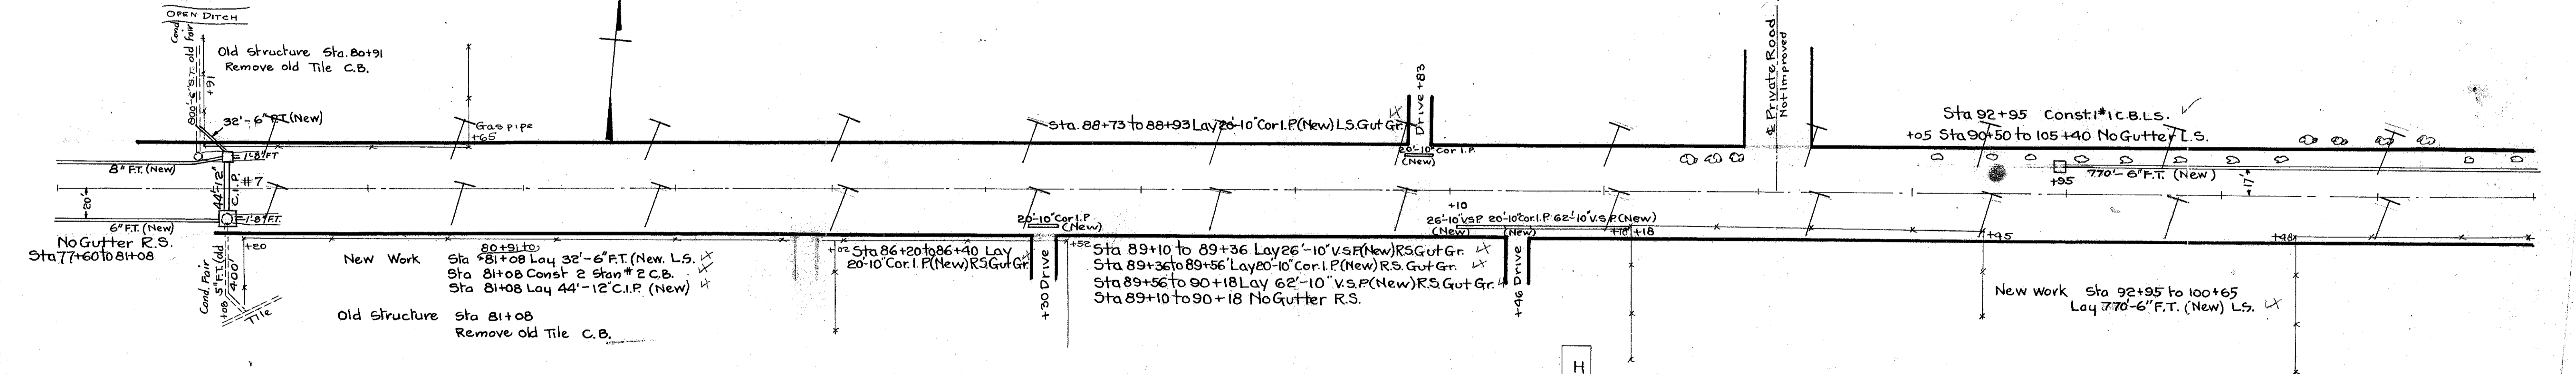 OPEN DITCH
Cond Fair
800'-6" S.T. old
+91
Old Structure Sta. 80+91
Remove old Tile C.B.
32'-6" F.T. (New)
Gas pipe
+65
8" F.T. (New)
1'-8" F.T.
44'-12" C.I.P.
#7
1'-8" F.T.
20'
6" F.T. (New)
No Gutter R.S.
Sta 77+60 to 81+08
+20
Cond. Fair
5" F.T. (old
400'
+08
Tile
New Work
80+91 to
Sta 81+08 Lay 32'-6" F.T. (New. L.S.
Sta 81+08 Const 2 Stan #2 C.B.
Sta 81+08 Lay 44'-12" C.I.P. (New)
Old Structure Sta 81+08
Remove old Tile C.B.
+02
Sta 86+20 to 86+40 Lay
20'-10" Cor. I.P. (New) R.S. Gut Gr.
20'-10" Cor. I.P.
(New)
+30 Drive
+52
Sta. 88+73 to 88+93 Lay 20'-10" Cor I.P. (New) L.S. Gut Gr.
Drive +83
20'-10" Cor I.P.
(New)
Sta 89+10 to 89+36 Lay 26'-10" V.S.P. (New) R.S. Gut Gr.
Sta 89+36 to 89+56 Lay 20'-10" Cor. I.P. (New) R.S. Gut Gr.
Sta 89+56 to 90+18 Lay 62'-10" V.S.P. (New) R.S. Gut Gr.
Sta 89+10 to 90+18 No Gutter R.S.
+10
26'-10" V.S.P. 20'-10" Cor. I.P. 62'-10" V.S.P. (New)
(New) (New)
+18 +18
+46 Drive
H
℄ Private Road.
Not Improved
Sta 92+95 Const. 1 #1 C.B. L.S.
+05 Sta 90+50 to 105+40 No Gutter L.S.
+95
770'-6" F.T. (New)
17'
+95
+48
New Work Sta 92+95 to 100+65
Lay 770'-6" F.T. (New) L.S.